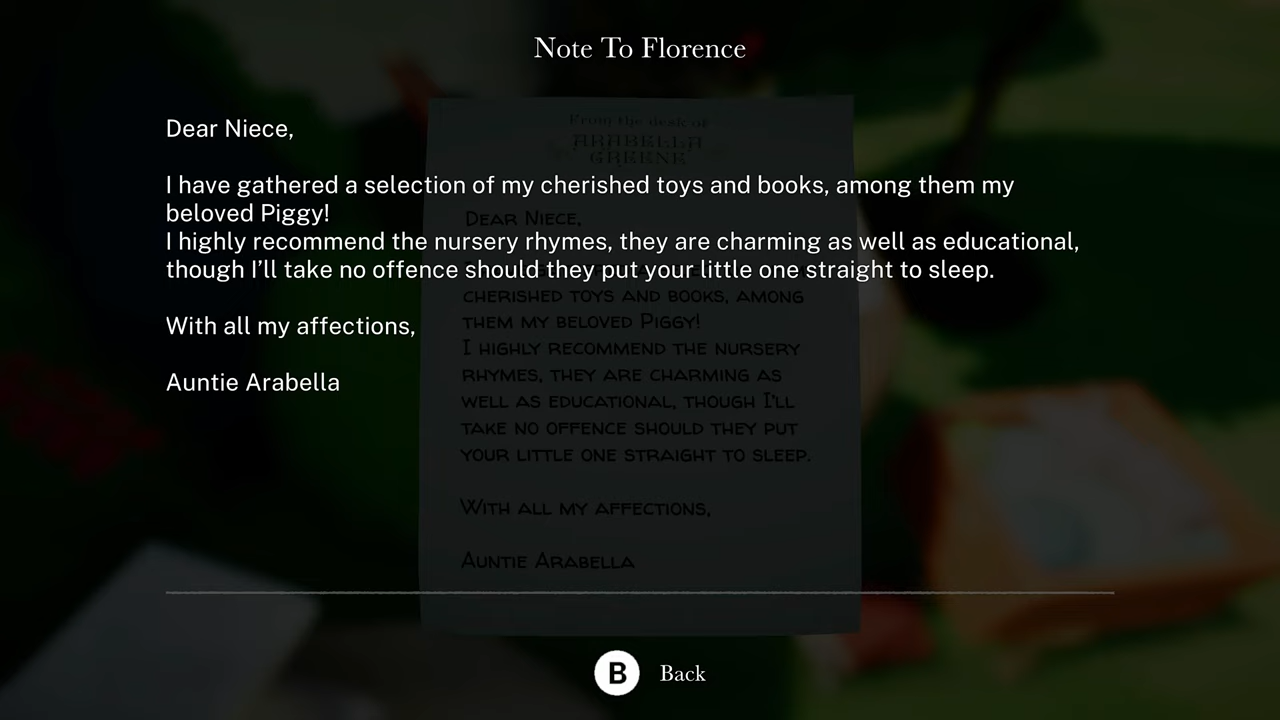 Note To Florence
Dear Niece,
I have gathered a selection of my cherished toys and books, among them my
beloved Piggy!
I highly recommend the nursery rhymes, they are charming as well as educational,
though I'll take no offence should they put your little one straight to sleep.
With all my affections,
Auntie Arabella
From the desk of
ARABELLA
GREENE
DEAR NIECE,
CHERISHED TOYS AND BOOKS, AMONG
THEM MY BELOVED PIGGY!
I HIGHLY RECOMMEND THE NURSERY
RHYMES, THEY ARE CHARMING AS
WELL AS EDUCATIONAL, THOUGH I'LL
TAKE NO OFFENCE SHOULD THEY PUT
YOUR LITTLE ONE STRAIGHT TO SLEEP.
WITH ALL MY AFFECTIONS,
AUNTIE ARABELLA
B Back